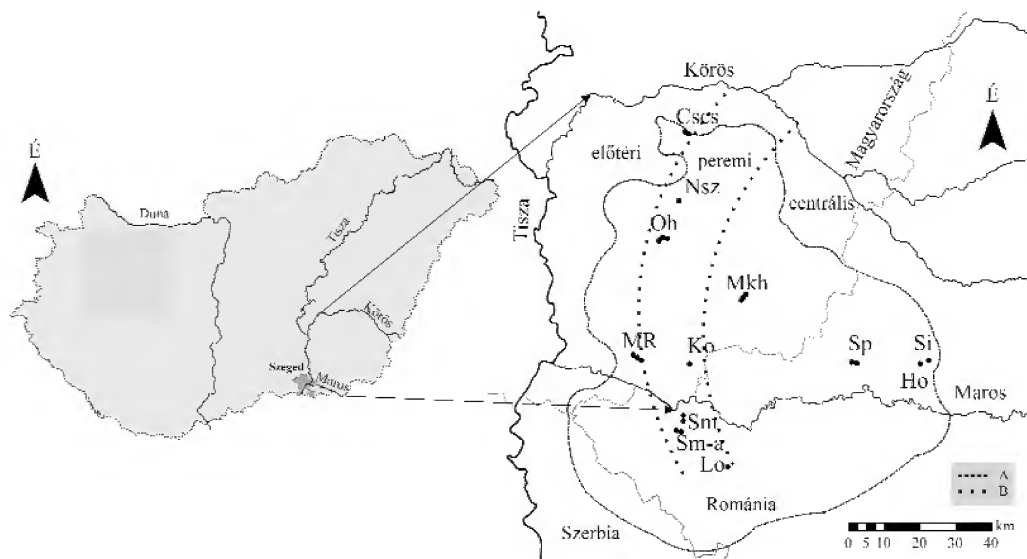 É
Duna
Tisza
Körös
Szeged
Maros
Tisza
Körös
Magyarország
É
Cscs
előtéri
peremi
Nsz
centrális
Oh
Mkh
MR
Ko
Sp
Si
Ho
Maros
Snt
Sm-a
Lo
Románia
Szerbia
A
B
km
0 5 10 20 30 40